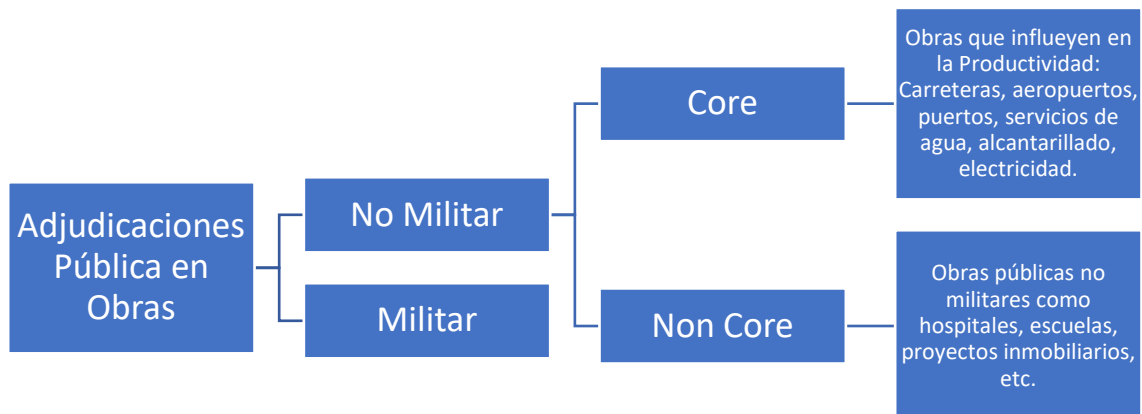 Adjudicaciones
Pública en
Obras
No Militar
Militar
Core
Non Core
Obras que influeyen en
la Productividad:
Carreteras, aeropuertos,
puertos, servicios de
agua, alcantarillado,
electricidad.
Obras públicas no
militares como
hospitales, escuelas,
proyectos inmobiliarios,
etc.